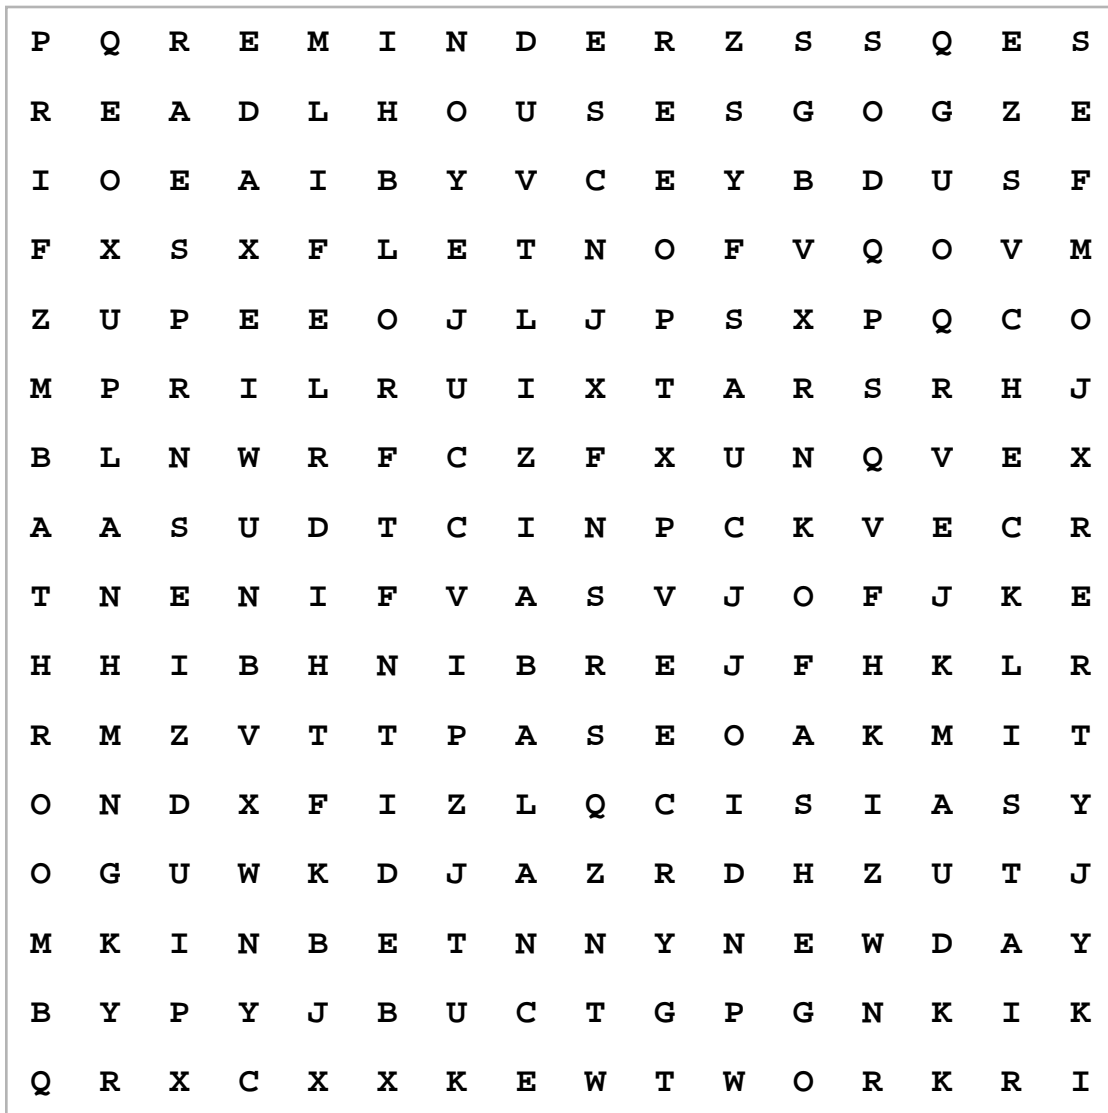 P Q R E M I N D E R Z S S Q E S
R E A D L H O U S E S G O G Z E
I O E A I B Y V C E Y B D U S F
F X S X F L E T N O F V Q O V M
Z U P E E O J L J P S X P Q C O
M P R I L R U I X T A R S R H J
B L N W R F C Z F X U N Q V E X
A A S U D T C I N P C K V E C R
T N E N I F V A S V J O F J K E
H H I B H N I B R E J F H K L R
R M Z V T T P A S E O A K M I T
O N D X F I Z L Q C I S I A S Y
O G U W K D J A Z R D H Z U T J
M K I N B E T N N Y N E W D A Y
B Y P Y J B U C T G P G N K I K
Q R X C X X K E W T W O R K R I